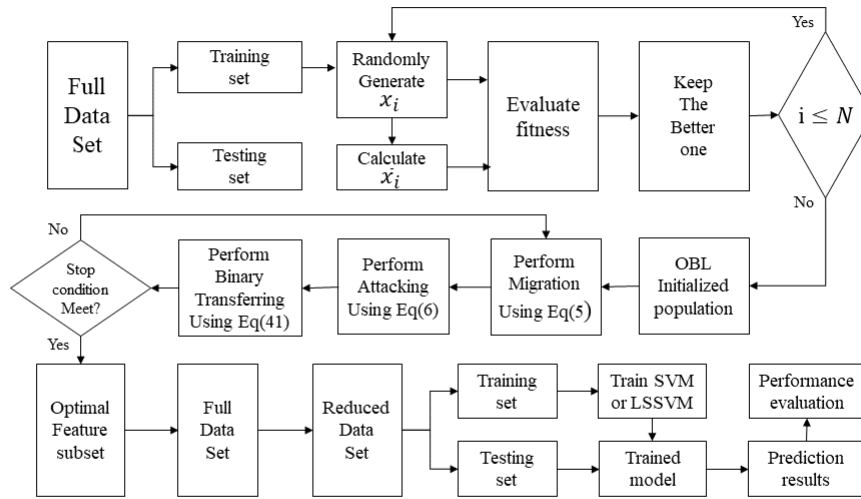 Full
Data
Set
Training
set
Testing
set
Randomly
Generate
x_i
Calculate
ẋ_i
Evaluate
fitness
Keep
The
Better
one
Yes
i ≤ N
No
OBL
Initialized
population
Perform
Migration
Using Eq(5)
Perform
Attacking
Using Eq(6)
Perform
Binary
Transferring
Using Eq(41)
No
Stop
condition
Meet?
Yes
Optimal
Feature
subset
Full
Data
Set
Reduced
Data
Set
Training
set
Testing
set
Train SVM
or LSSVM
Trained
model
Performance
evaluation
Prediction
results